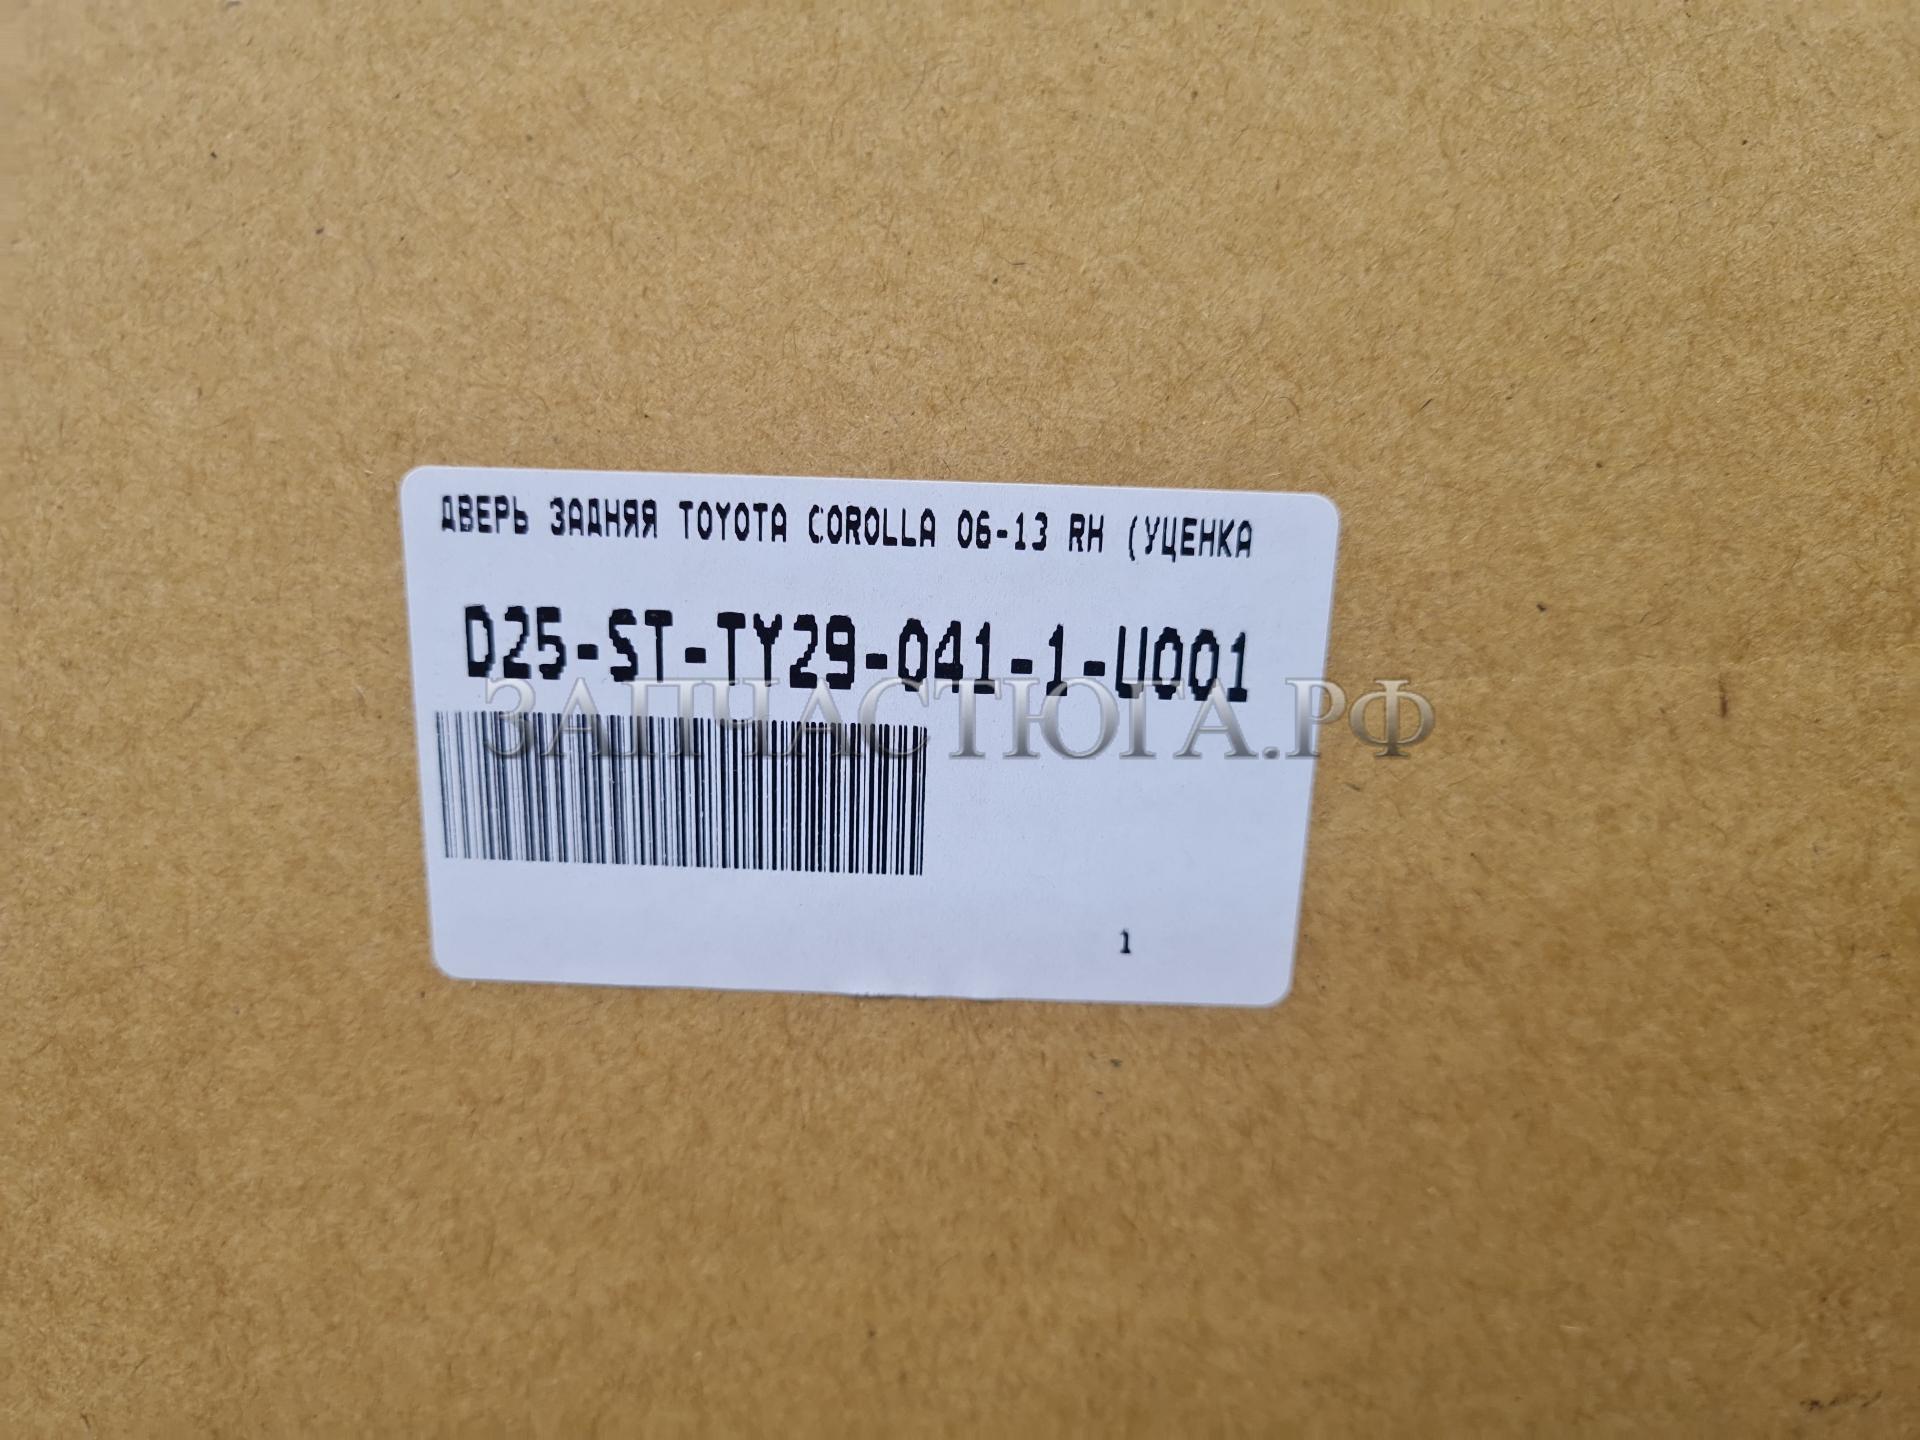 ДВЕРЬ ЗАДНЯЯ TOYOTA COROLLA 06-13 RH (УЦЕНКА
D25-ST-TY29-041-1-U001
ЗАПЧАСТЮГА.РФ
1